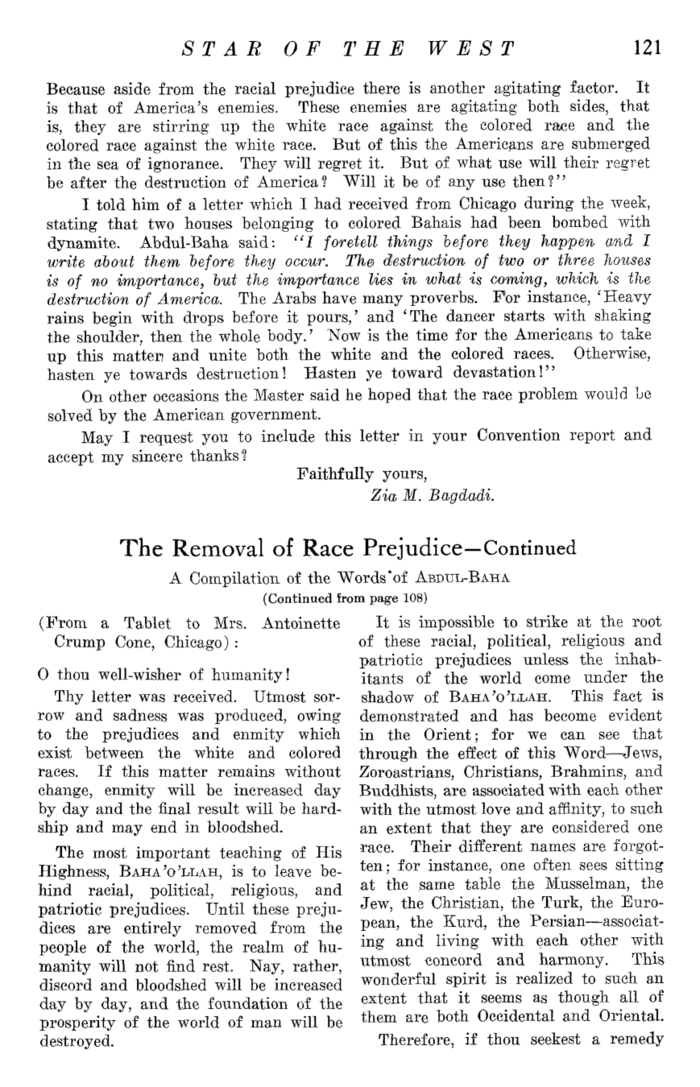 STAR OF THE WEST 121
Because aside from the racial prejudice there is another agitating factor. It
is that of America's enemies. These enemies are agitating both sides, that
is, they are stirring up the white race against the colored race and the
colored race against the white race. But of this the Americans are submerged
in the sea of ignorance. They will regret it. But of what use will their regret
be after the destruction of America? Will it be of any use then?''
I told him of a letter which I had received from Chicago during the week,
stating that two houses belonging to colored Bahais had been bombed with
dynamite. Abdul-Baha said: ''I foretell things before they happen and I
write about them before they occur. The destruction of two or three houses
is of no importance, but the importance lies in what is coming, which is the
destruction of America. The Arabs have many proverbs. For instance, 'Heavy
rains begin with drops before it pours,' and 'The dancer starts with shaking
the shoulder, then the whole body.' Now is the time for the Americans to take
up this matter and unite both the white and the colored races. Otherwise,
hasten ye towards destruction! Hasten ye toward devastation!''
On other occasions the Master said he hoped that the race problem would be
solved by the American government.
May I request you to include this letter in your Convention report and
accept my sincere thanks?
Faithfully yours,
Zia M. Bagdadi.
The Removal of Race Prejudice—Continued
A Compilation of the Words of ABDUL-BAHA
(Continued from page 108)
(From a Tablet to Mrs. Antoinette
Crump Cone, Chicago):
O thou well-wisher of humanity!
Thy letter was received. Utmost sor-
row and sadness was produced, owing
to the prejudices and enmity which
exist between the white and colored
races. If this matter remains without
change, enmity will be increased day
by day and the final result will be hard-
ship and may end in bloodshed.
The most important teaching of His
Highness, BAHA'O'LLAH, is to leave be-
hind racial, political, religious, and
patriotic prejudices. Until these preju-
dices are entirely removed from the
people of the world, the realm of hu-
manity will not find rest. Nay, rather,
discord and bloodshed will be increased
day by day, and the foundation of the
prosperity of the world of man will be
destroyed.
It is impossible to strike at the root
of these racial, political, religious and
patriotic prejudices unless the inhab-
itants of the world come under the
shadow of BAHA'O'LLAH. This fact is
demonstrated and has become evident
in the Orient; for we can see that
through the effect of this Word—Jews,
Zoroastrians, Christians, Brahmins, and
Buddhists, are associated with each other
with the utmost love and affinity, to such
an extent that they are considered one
race. Their different names are forgot-
ten; for instance, one often sees sitting
at the same table the Musselman, the
Jew, the Christian, the Turk, the Euro-
pean, the Kurd, the Persian—associat-
ing and living with each other with
utmost concord and harmony. This
wonderful spirit is realized to such an
extent that it seems as though all of
them are both Occidental and Oriental.
Therefore, if thou seekest a remedy